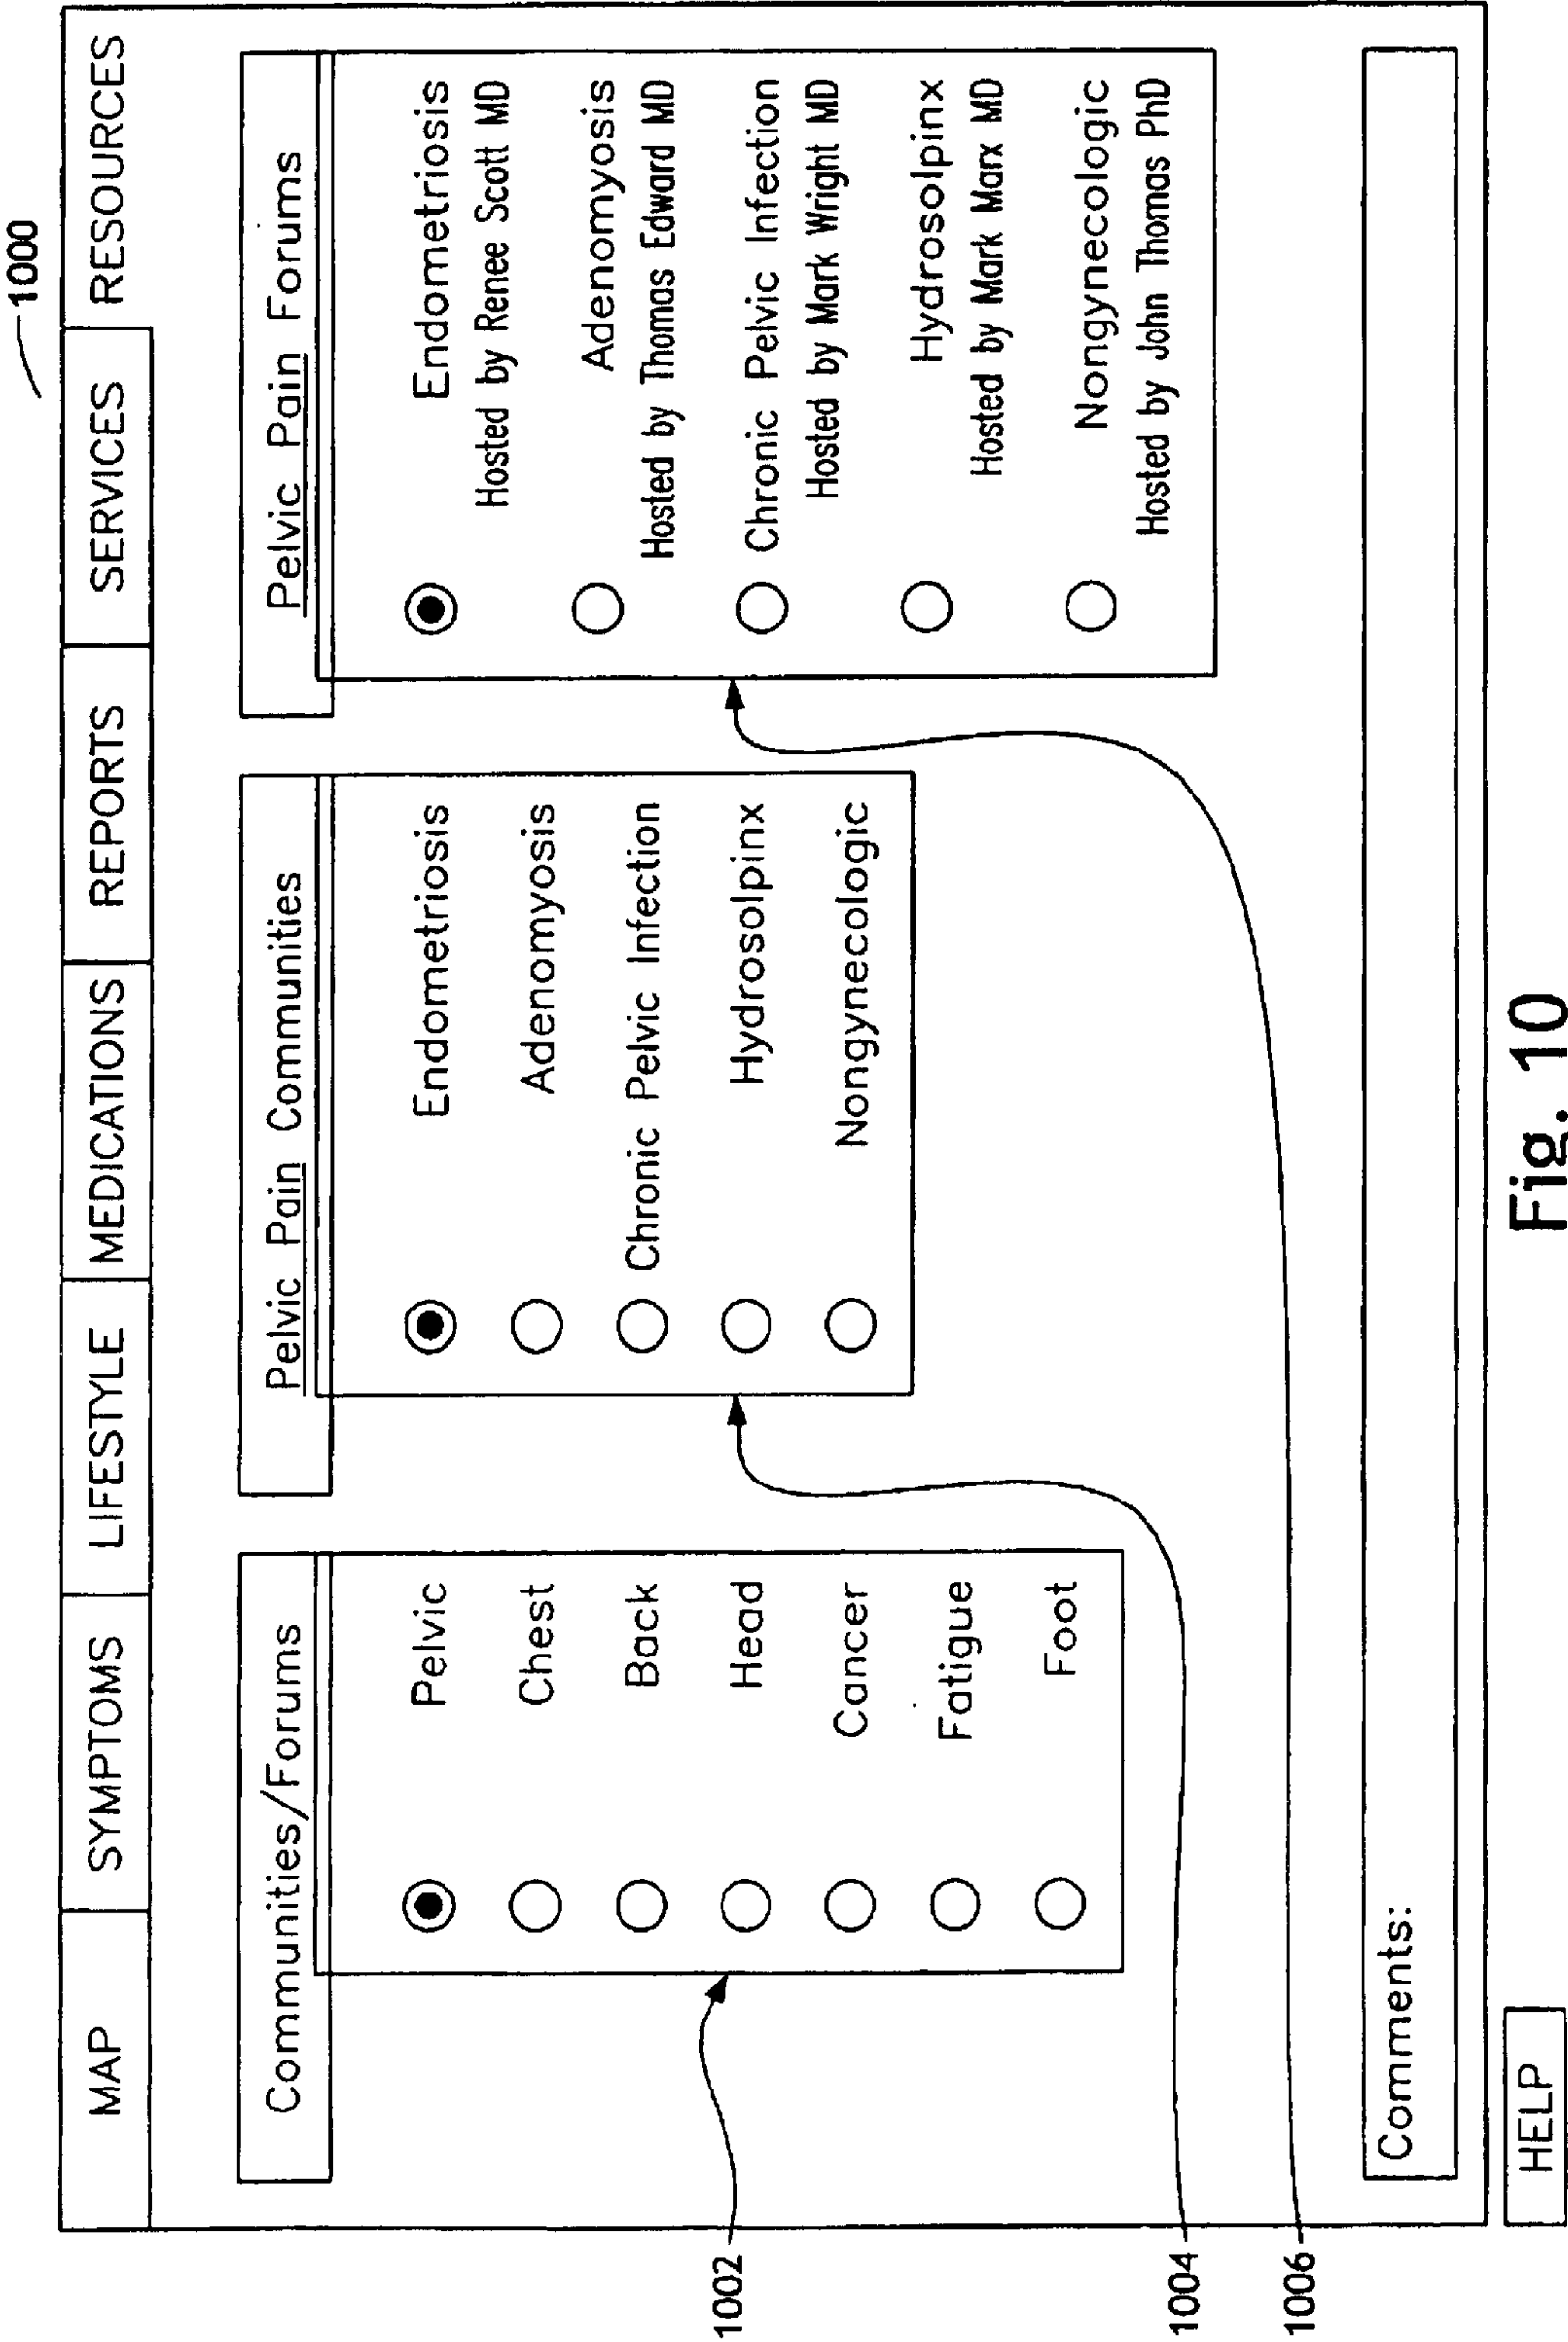 1000
MAP
SYMPTOMS
LIFESTYLE
MEDICATIONS
REPORTS
SERVICES
RESOURCES
Communities/Forums
Pelvic
Chest
Back
Head
Cancer
Fatigue
Foot
Pelvic Pain Communities
Endometriosis
Adenomyosis
Chronic Pelvic Infection
Hydrosolpinx
Nongynecologic
Pelvic Pain Forums
Endometriosis
Hosted by Renee Scott MD
Adenomyosis
Hosted by Thomas Edward MD
Chronic Pelvic Infection
Hosted by Mark Wright MD
Hydrosolpinx
Hosted by Mark Marx MD
Nongynecologic
Hosted by John Thomas PhD
1002
1004
1006
Comments:
HELP
Fig. 10